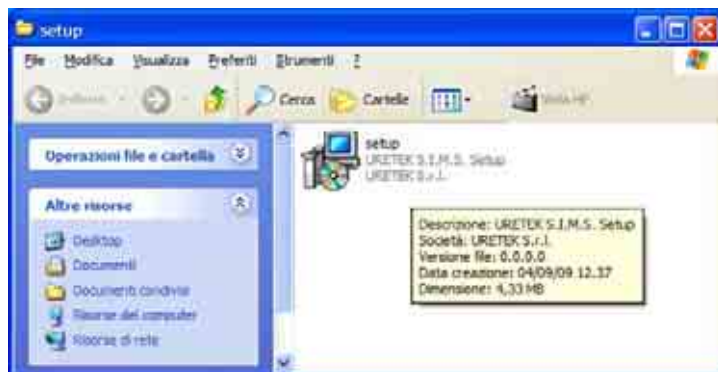 setup
File Modifica Visualizza Preferiti Strumenti ?
Indietro Cerca Cartelle
Operazioni file e cartella
Altre risorse
Desktop
Documenti
Documenti condivisi
Risorse del computer
Risorse di rete
setup
URETEK S.I.M.S. Setup
URETEK S.r.l.
Descrizione: URETEK S.I.M.S. Setup
Società: URETEK S.r.l.
Versione file: 0.0.0.0
Data creazione: 04/09/09 12.37
Dimensione: 4,33 MB